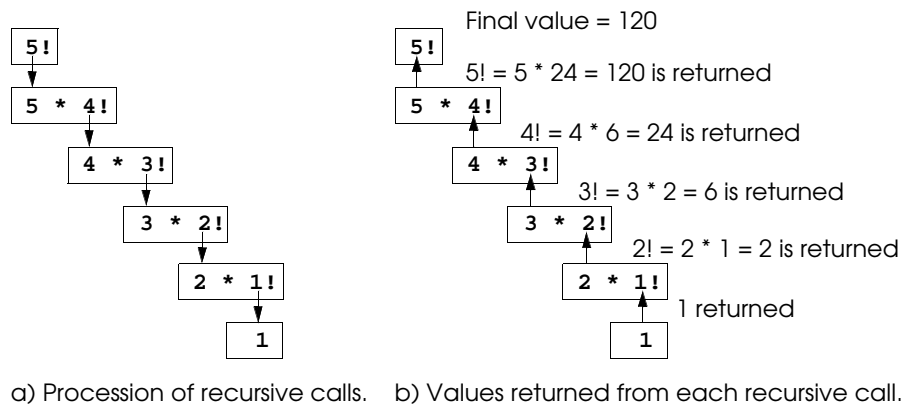 5!
5 * 4!
4 * 3!
3 * 2!
2 * 1!
1
a) Procession of recursive calls.
Final value = 120
5!
5! = 5 * 24 = 120 is returned
5 * 4!
4! = 4 * 6 = 24 is returned
4 * 3!
3! = 3 * 2 = 6 is returned
3 * 2!
2! = 2 * 1 = 2 is returned
2 * 1!
1 returned
1
b) Values returned from each recursive call.